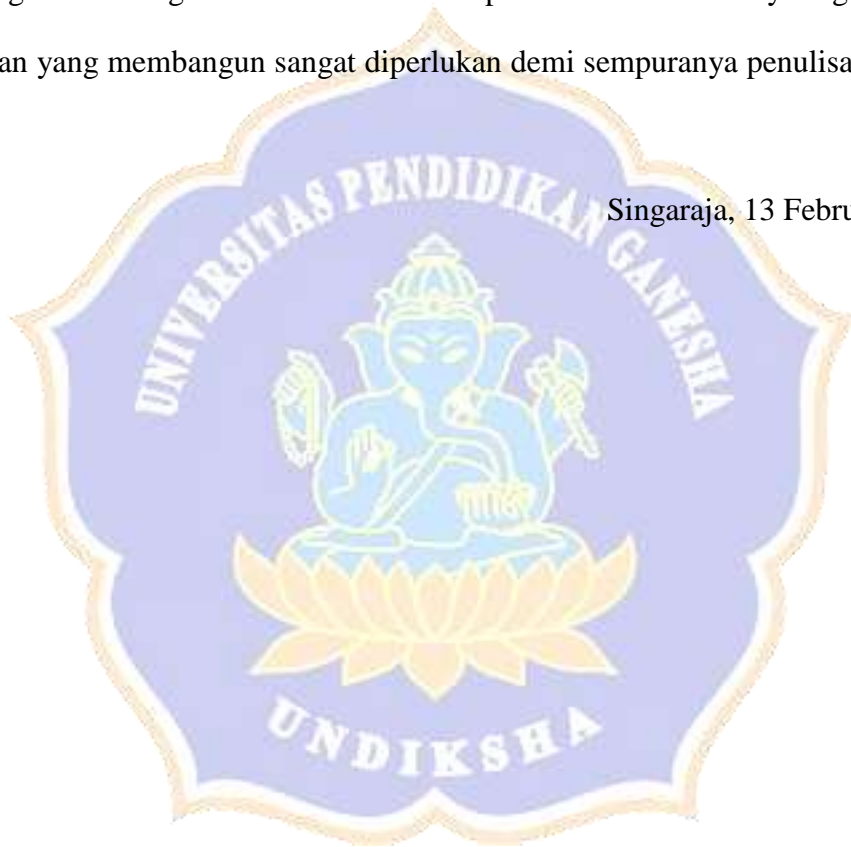 an yang membangun sangat diperlukan demi sempuranya penulisa
Singaraja, 13 Febru
UNIVERSITAS PENDIDIKAN GANESHA
UNDIKSHA